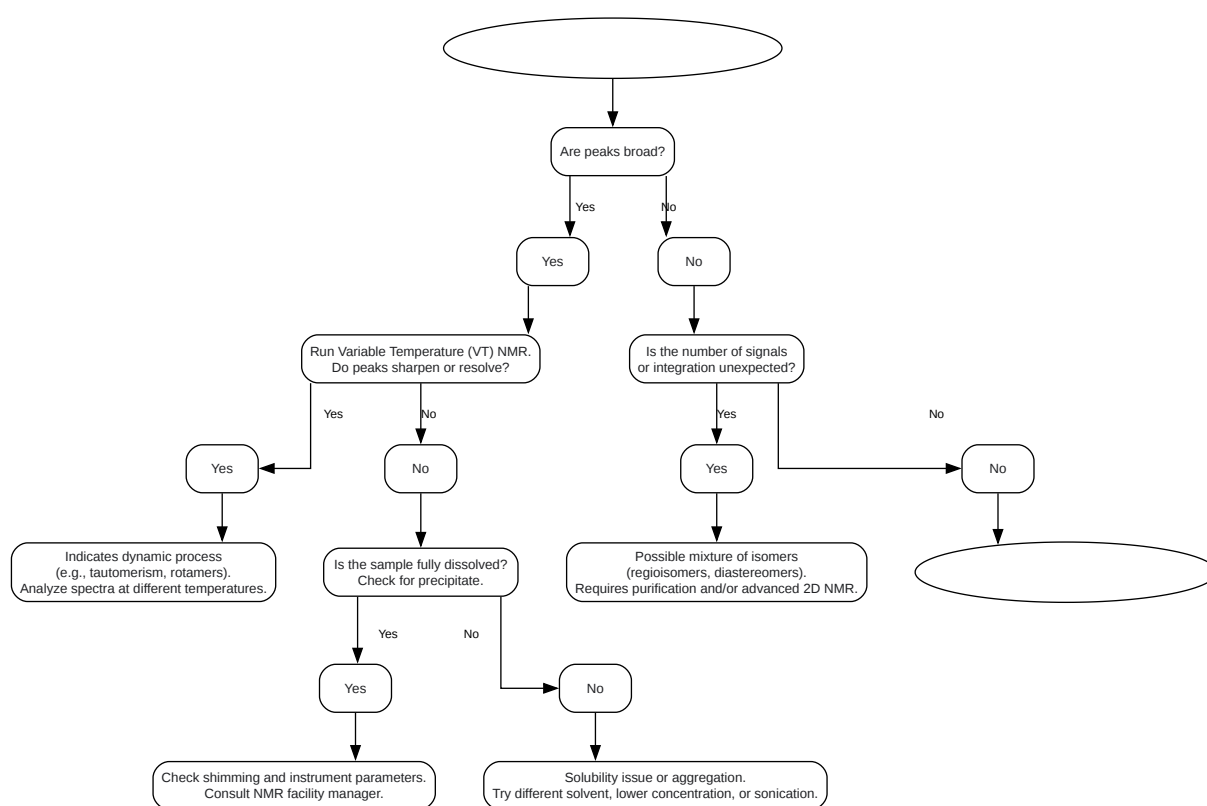 Are peaks broad?
Yes
No
Yes
No
Run Variable Temperature (VT) NMR.
Do peaks sharpen or resolve?
Is the number of signals
or integration unexpected?
Yes
No
Yes
No
Yes
No
Yes
No
Indicates dynamic process
(e.g., tautomerism, rotamers).
Analyze spectra at different temperatures.
Is the sample fully dissolved?
Check for precipitate.
Possible mixture of isomers
(regioisomers, diastereomers).
Requires purification and/or advanced 2D NMR.
Yes
No
Yes
No
Check shimming and instrument parameters.
Consult NMR facility manager.
Solubility issue or aggregation.
Try different solvent, lower concentration, or sonication.